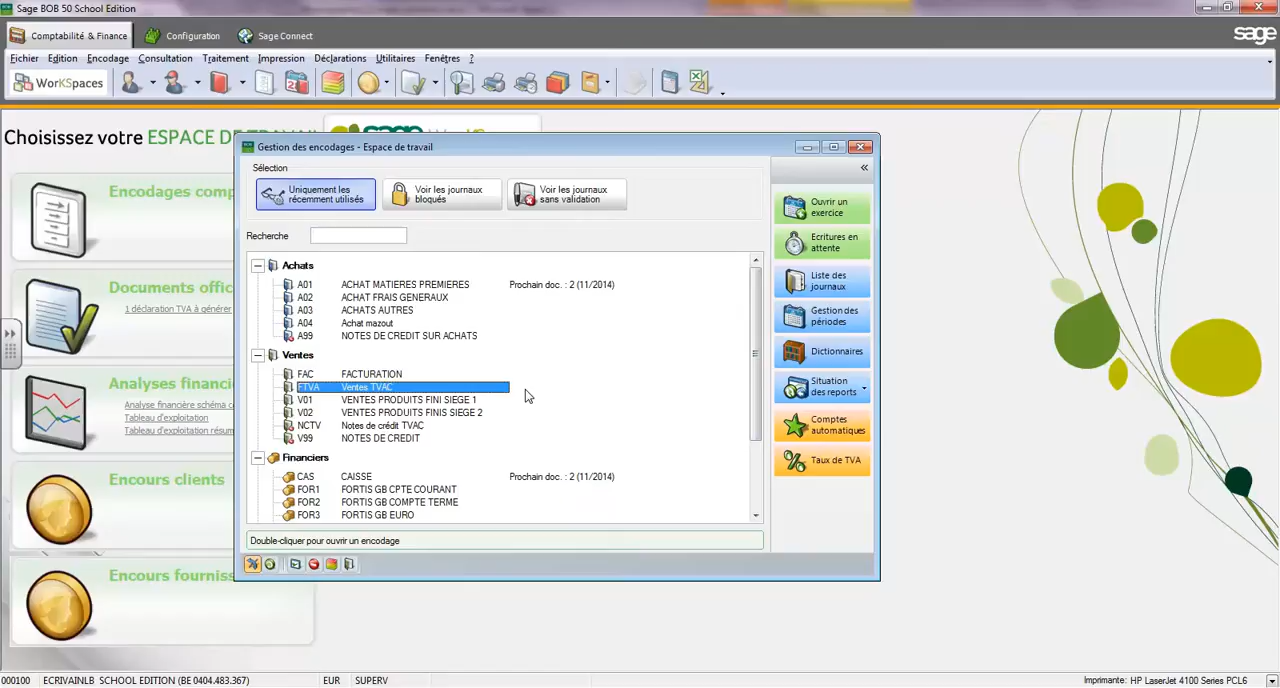 Sage BOB 50 School Edition
Comptabilité & Finance
Configuration
Sage Connect
sage
Fichier Edition Encodage Consultation Traitement Impression Déclarations Utilitaires Fenêtres ?
WorKSpaces
Choisissez votre ESPACE DE
Encodages comp
Documents offic
1 déclaration TVA à générer
Analyses financi
Analyse financière schéma c
Tableau d'exploitation
Tableau d'exploitation résum
Encours clients
Encours fourniss
Gestion des encodages - Espace de travail
Sélection
Uniquement les récemment utilisés
Voir les journaux bloqués
Voir les journaux sans validation
Recherche
Achats
A01 ACHAT MATIERES PREMIERES Prochain doc. : 2 (11/2014)
A02 ACHAT FRAIS GENERAUX
A03 ACHATS AUTRES
A04 Achat mazout
A99 NOTES DE CREDIT SUR ACHATS
Ventes
FAC FACTURATION
FTVA Ventes TVAC
V01 VENTES PRODUITS FINI SIEGE 1
V02 VENTES PRODUITS FINIS SIEGE 2
NCTV Notes de crédit TVAC
V99 NOTES DE CREDIT
Financiers
CAS CAISSE Prochain doc. : 2 (11/2014)
FOR1 FORTIS GB CPTE COURANT
FOR2 FORTIS GB COMPTE TERME
FOR3 FORTIS GB EURO
Double-cliquer pour ouvrir un encodage
«
Ouvrir un exercice
Ecritures en attente
Liste des journaux
Gestion des périodes
Dictionnaires
Situation des reports
Comptes automatiques
Taux de TVA
000100 ECRIVAINLB SCHOOL EDITION (BE 0404.483.367) EUR SUPERV Imprimante: HP LaserJet 4100 Series PCL6